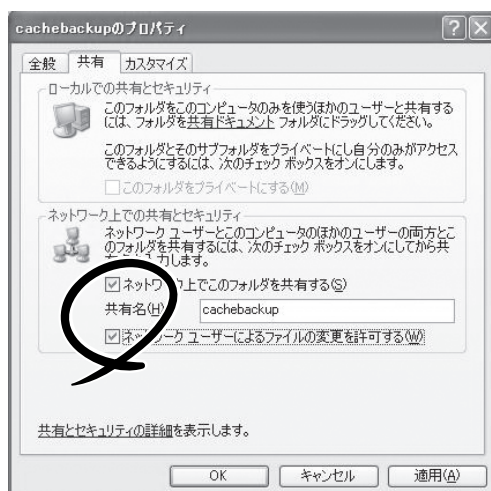 cachebackupのプロパティ
全般 共有 カスタマイズ
ローカルでの共有とセキュリティ
このフォルダをこのコンピュータのみを使うほかのユーザーと共有する
には、フォルダを共有ドキュメント フォルダにドラッグしてください。
このフォルダとそのサブフォルダをプライベートにし自分のみがアクセス
できるようにするには、次のチェック ボックスをオンにします。
このフォルダをプライベートにする(M)
ネットワーク上での共有とセキュリティ
ネットワーク ユーザーとこのコンピュータのほかのユーザーの両方とこ
のフォルダを共有するには、次のチェック ボックスをオンにしてから共
入力します。
ネットワーク上でこのフォルダを共有する(S)
共有名(H) cachebackup
ネットワーク ユーザーによるファイルの変更を許可する(W)
共有とセキュリティの詳細を表示します。
OK キャンセル 適用(A)